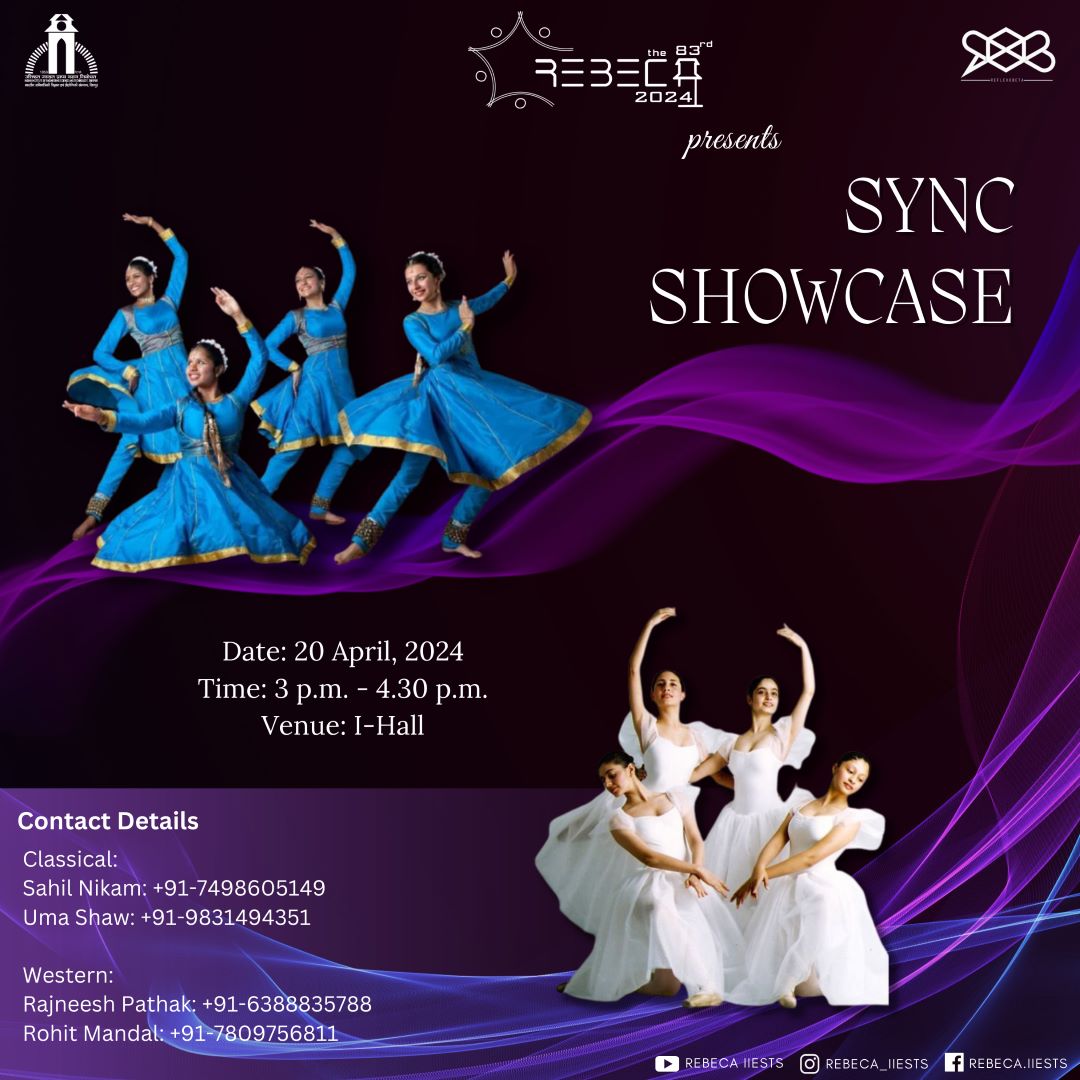 the 83rd
REBECA
2024
REFLEXOBETA
presents
SYNC
SHOWCASE
Date: 20 April, 2024
Time: 3 p.m. - 4.30 p.m.
Venue: I-Hall
Contact Details
Classical:
Sahil Nikam: +91-7498605149
Uma Shaw: +91-9831494351
Western:
Rajneesh Pathak: +91-6388835788
Rohit Mandal: +91-7809756811
REBECA.IIESTS REBECA_IIESTS REBECA.IIESTS